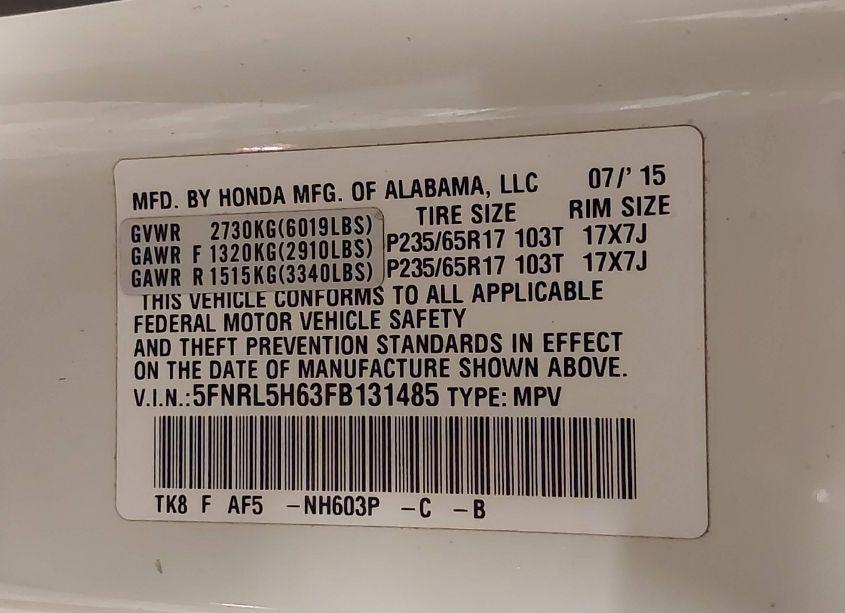 MFD. BY HONDA MFG. OF ALABAMA, LLC 07/' 15
TIRE SIZE RIM SIZE
GVWR 2730KG(6019LBS)
GAWR F 1320KG(2910LBS) P235/65R17 103T 17X7J
GAWR R 1515KG(3340LBS) P235/65R17 103T 17X7J
THIS VEHICLE CONFORMS TO ALL APPLICABLE
FEDERAL MOTOR VEHICLE SAFETY
AND THEFT PREVENTION STANDARDS IN EFFECT
ON THE DATE OF MANUFACTURE SHOWN ABOVE.
V.I.N.:5FNRL5H63FB131485 TYPE: MPV
TK8 F AF5 -NH603P -C -B